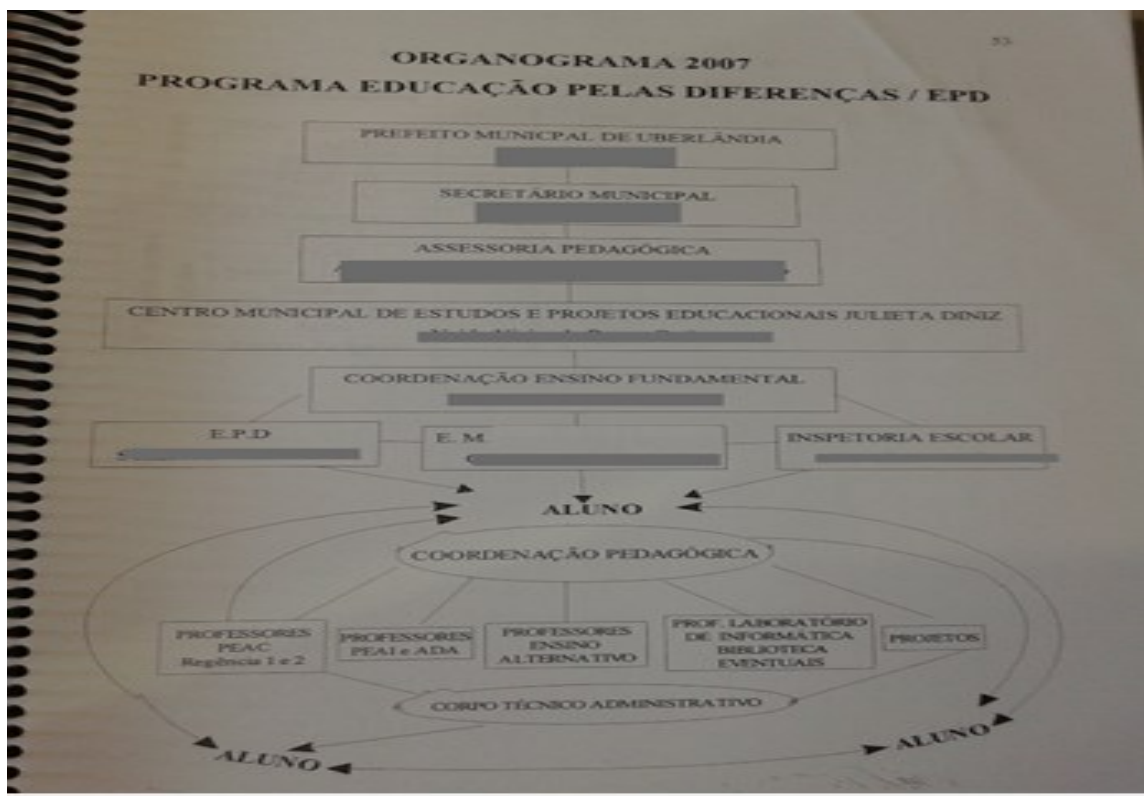 53
ORGANOGRAMA 2007
PROGRAMA EDUCAÇÃO PELAS DIFERENÇAS / EPD
PREFEITO MUNICPAL DE UBERLÂNDIA
SECRETÁRIO MUNICIPAL
ASSESSORIA PEDAGÓGICA
CENTRO MUNICIPAL DE ESTUDOS E PROJETOS EDUCACIONAIS JULIETA DINIZ
COORDENAÇÃO ENSINO FUNDAMENTAL
E.P.D
E. M.
INSPETORIA ESCOLAR
ALUNO
COORDENAÇÃO PEDAGÓGICA
PROFESSORES
PEAC
Regência 1 e 2
PROFESSORES
PEAI e ADA
PROFESSORES
ENSINO
ALTERNATIVO
PROF. LABORATÓRIO
DE INFORMÁTICA
BIBLIOTECA
EVENTUAIS
PROJETOS
CORPO TÉCNICO ADMINISTRATIVO
ALUNO
ALUNO